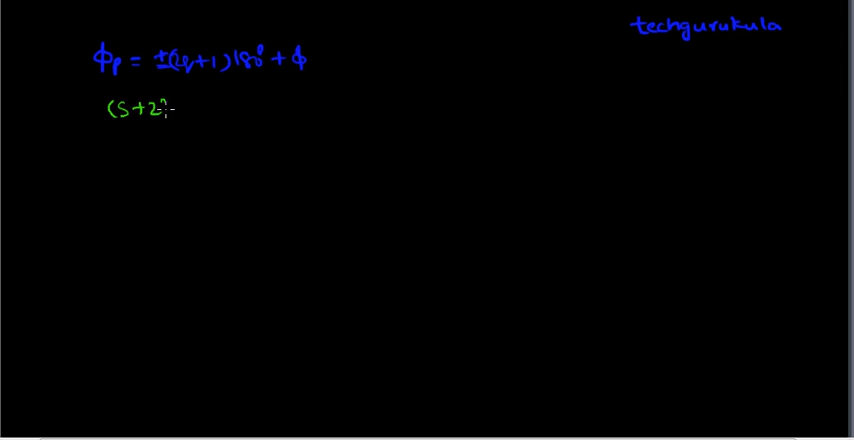 techgurukula
ϕp = ±(2q+1)180° + ϕ
(s+2